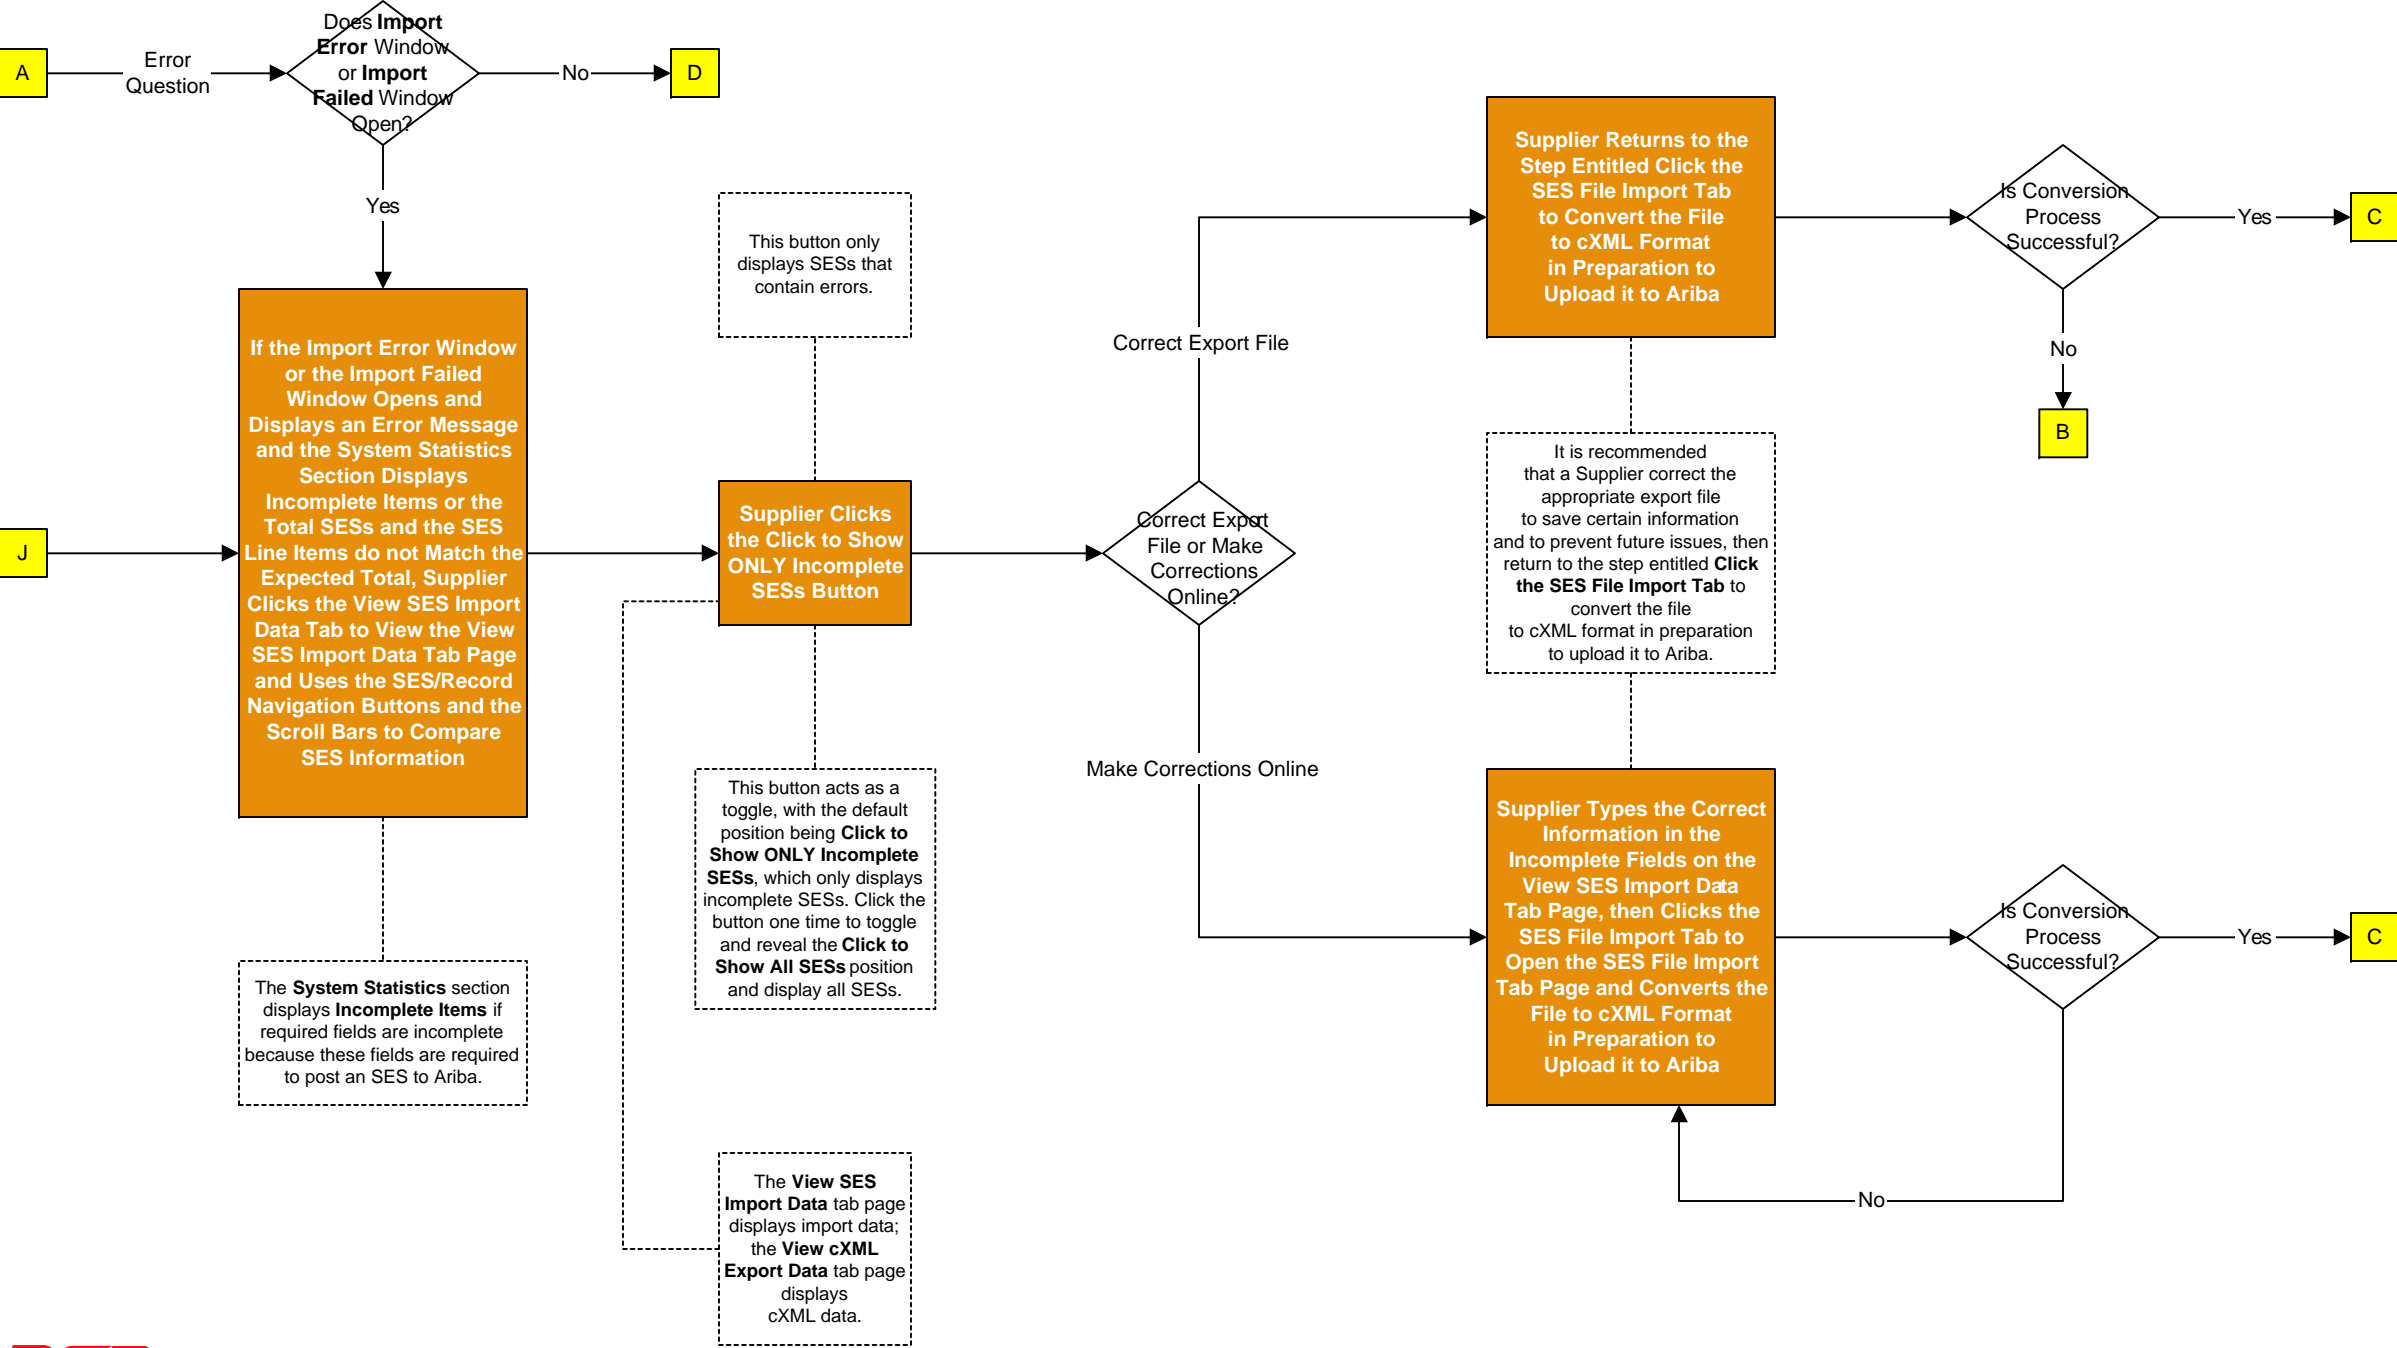 A
Error
Question
Does Import
Error Window
or Import
Failed Window
Open?
No
D
Yes
J
If the Import Error Window
or the Import Failed
Window Opens and
Displays an Error Message
and the System Statistics
Section Displays
Incomplete Items or the
Total SESs and the SES
Line Items do not Match the
Expected Total, Supplier
Clicks the View SES Import
Data Tab to View the View
SES Import Data Tab Page
and Uses the SES/Record
Navigation Buttons and the
Scroll Bars to Compare
SES Information
The System Statistics section
displays Incomplete Items if
required fields are incomplete
because these fields are required
to post an SES to Ariba.
This button only
displays SESs that
contain errors.
Supplier Clicks
the Click to Show
ONLY Incomplete
SESs Button
This button acts as a
toggle, with the default
position being Click to
Show ONLY Incomplete
SESs, which only displays
incomplete SESs. Click the
button one time to toggle
and reveal the Click to
Show All SESs position
and display all SESs.
The View SES
Import Data tab page
displays import data;
the View cXML
Export Data tab page
displays
cXML data.
Correct Export File
Correct Export
File or Make
Corrections
Online?
Make Corrections Online
Supplier Returns to the
Step Entitled Click the
SES File Import Tab
to Convert the File
to cXML Format
in Preparation to
Upload it to Ariba
It is recommended
that a Supplier correct the
appropriate export file
to save certain information
and to prevent future issues, then
return to the step entitled Click
the SES File Import Tab to
convert the file
to cXML format in preparation
to upload it to Ariba.
Supplier Types the Correct
Information in the
Incomplete Fields on the
View SES Import Data
Tab Page, then Clicks the
SES File Import Tab to
Open the SES File Import
Tab Page and Converts the
File to cXML Format
in Preparation to
Upload it to Ariba
Is Conversion
Process
Successful?
Yes
C
No
B
Is Conversion
Process
Successful?
Yes
C
No